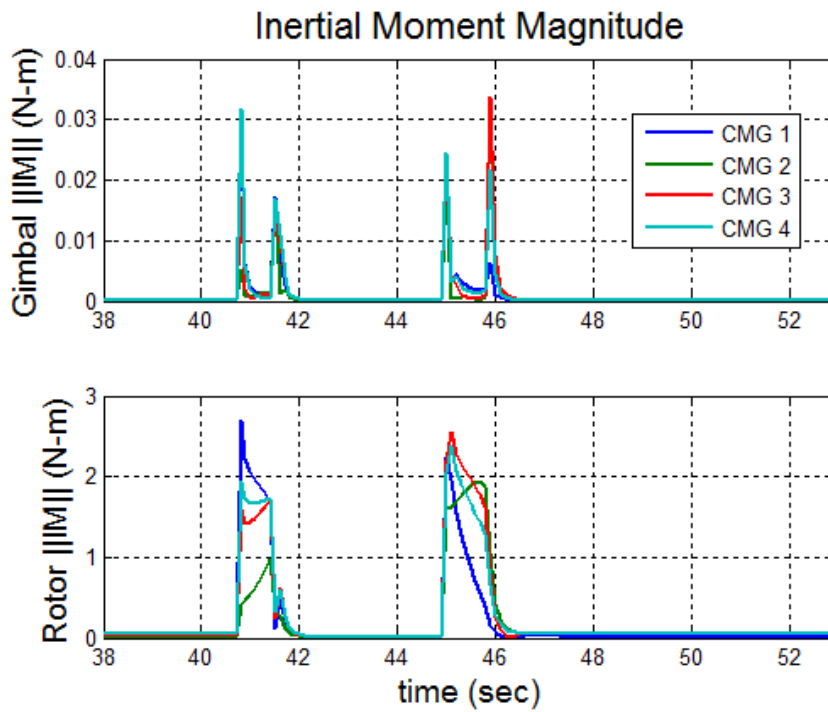 Inertial Moment Magnitude
Gimbal ||IM|| (N-m)
0.04
0.03
0.02
0.01
0
38 40 42 44 46 48 50 52
CMG 1
CMG 2
CMG 3
CMG 4
Rotor ||IM|| (N-m)
3
2
1
0
38 40 42 44 46 48 50 52
time (sec)